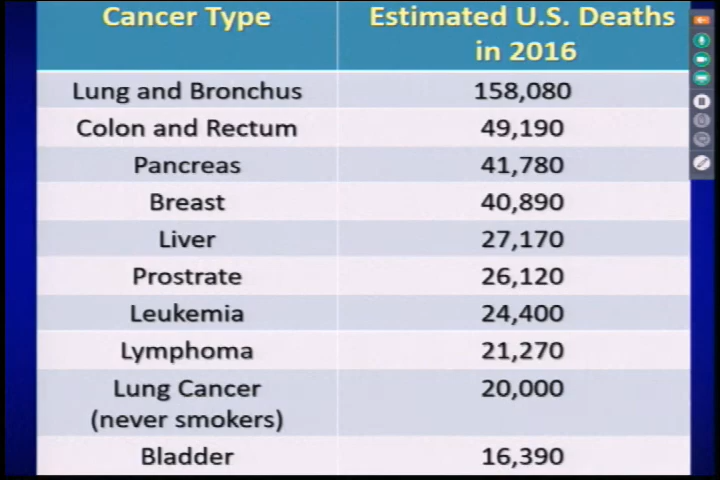 Cancer Type
Estimated U.S. Deaths
in 2016
Lung and Bronchus 158,080
Colon and Rectum 49,190
Pancreas 41,780
Breast 40,890
Liver 27,170
Prostrate 26,120
Leukemia 24,400
Lymphoma 21,270
Lung Cancer 20,000
(never smokers)
Bladder 16,390